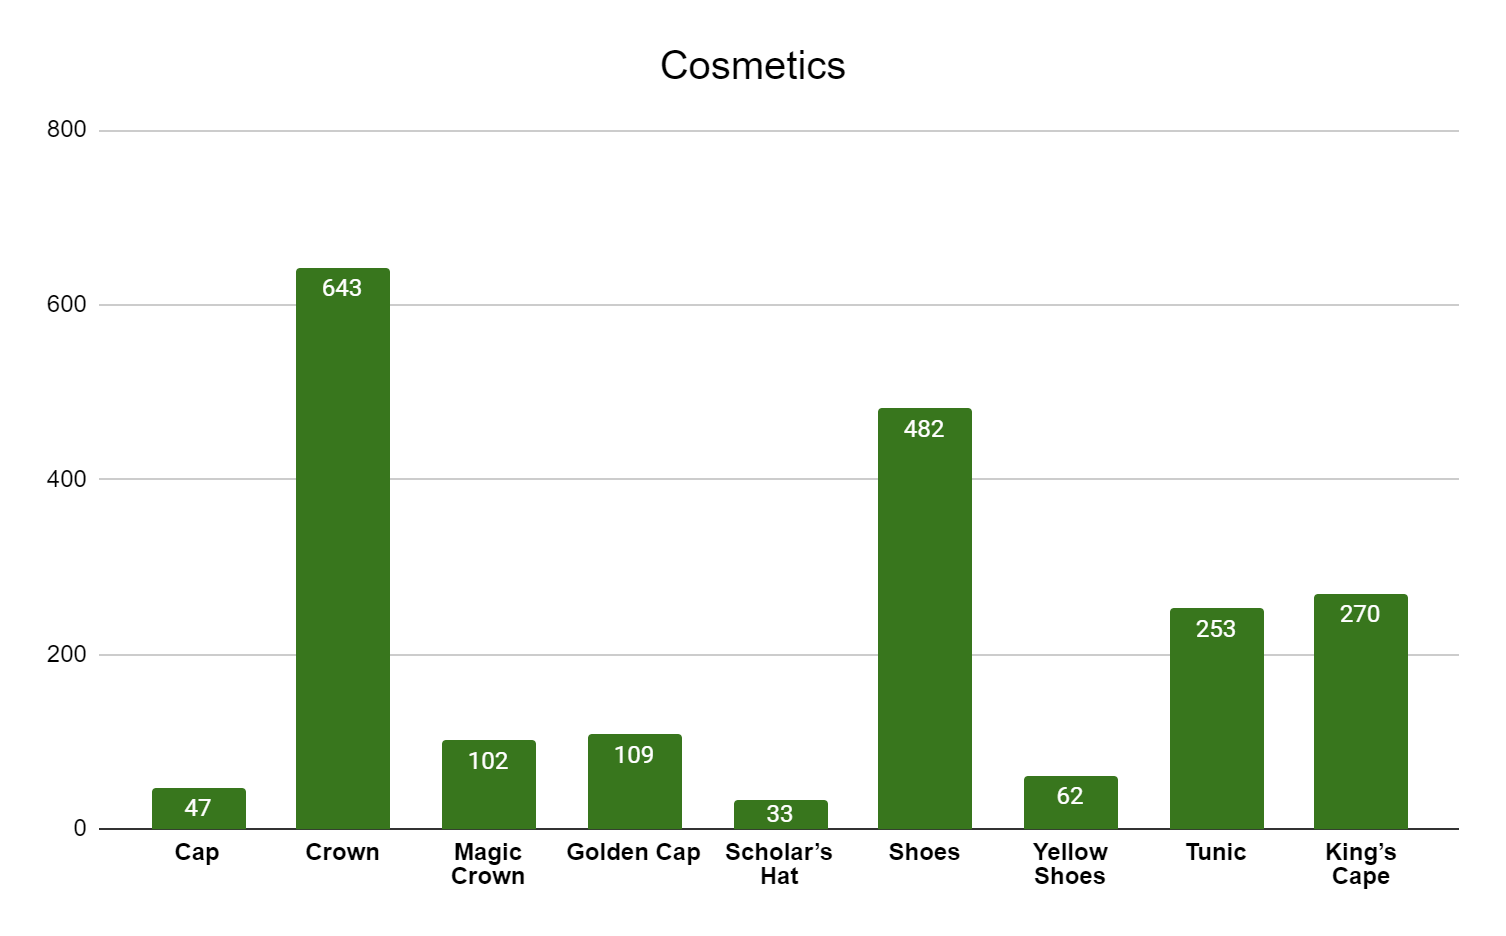 Cosmetics
800
600
400
200
0
643
482
270
253
109
102
62
47
33
Cap
Crown
Magic
Crown
Golden Cap
Scholar’s
Hat
Shoes
Yellow
Shoes
Tunic
King’s
Cape